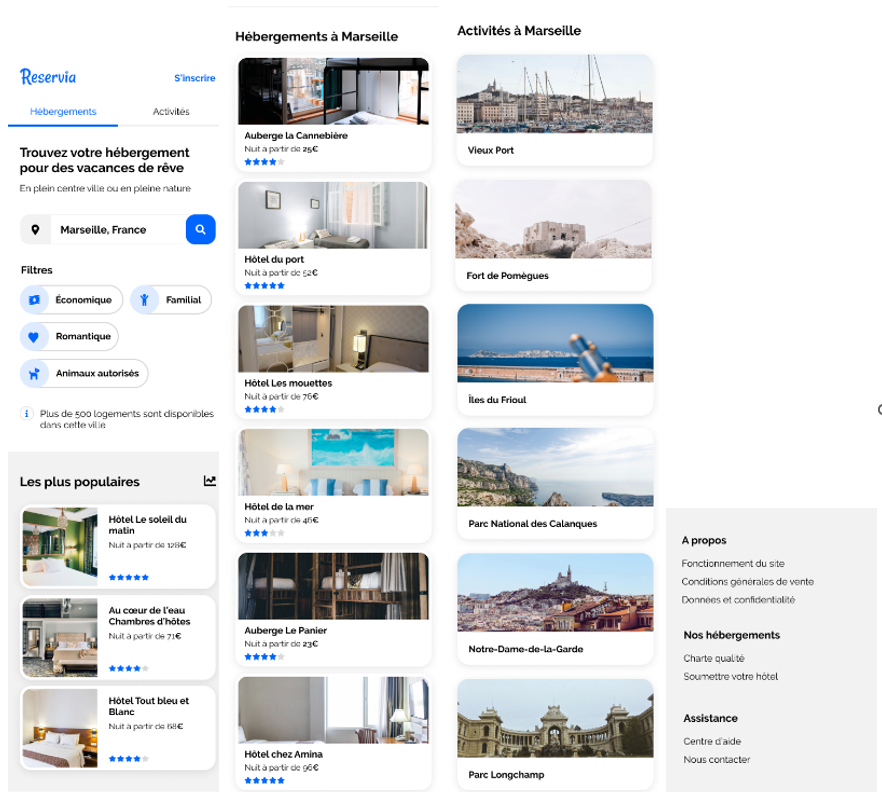 Reservia
S'inscrire
Hébergements
Activités
Trouvez votre hébergement
pour des vacances de rêve
En plein centre ville ou en pleine nature
Marseille, France
Filtres
Économique
Familial
Romantique
Animaux autorisés
Plus de 500 logements sont disponibles
dans cette ville
Les plus populaires
Hôtel Le soleil du
matin
Nuit à partir de 128€
Au cœur de l'eau
Chambres d'hôtes
Nuit à partir de 71€
Hôtel Tout bleu et
Blanc
Nuit à partir de 68€
Hébergements à Marseille
Auberge la Cannebière
Nuit à partir de 25€
Hôtel du port
Nuit à partir de 52€
Hôtel Les mouettes
Nuit à partir de 76€
Hôtel de la mer
Nuit à partir de 46€
Auberge Le Panier
Nuit à partir de 23€
Hôtel chez Amina
Nuit à partir de 96€
Activités à Marseille
Vieux Port
Fort de Pomègues
Îles du Frioul
Parc National des Calanques
Notre-Dame-de-la-Garde
Parc Longchamp
A propos
Fonctionnement du site
Conditions générales de vente
Données et confidentialité
Nos hébergements
Charte qualité
Soumettre votre hôtel
Assistance
Centre d'aide
Nous contacter